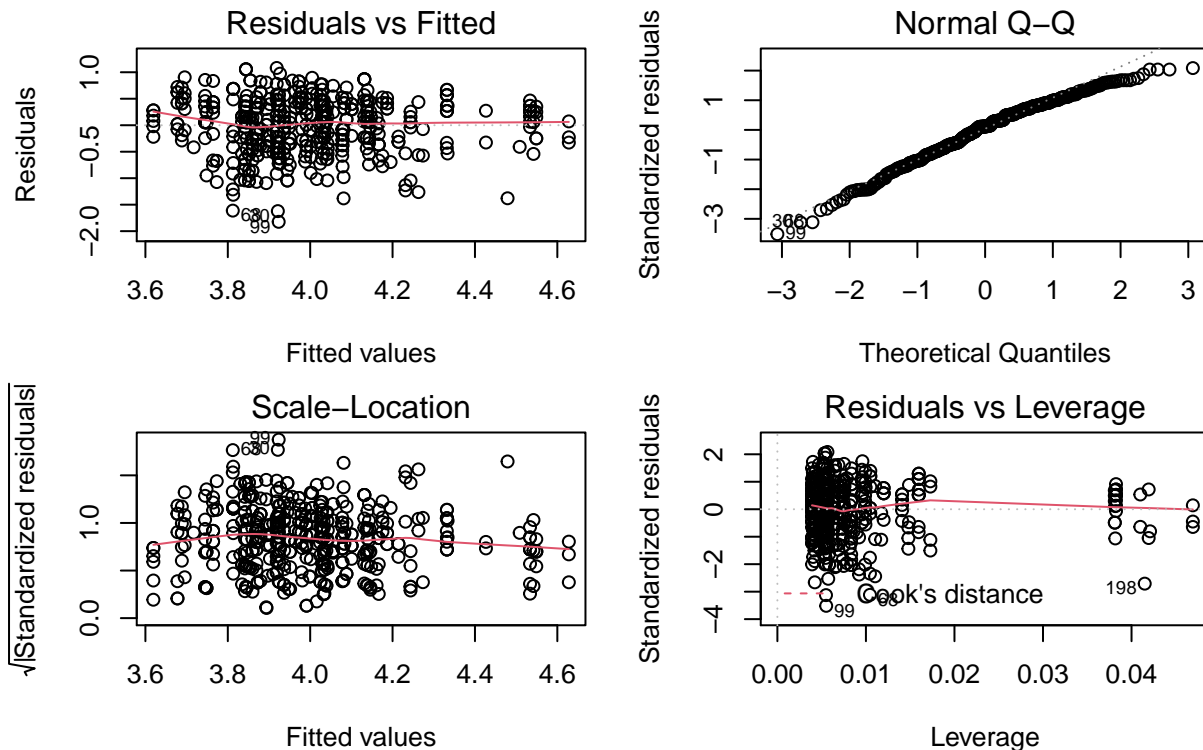 Residuals vs Fitted
Residuals
1.0
−0.5
−2.0
99
3.6 3.8 4.0 4.2 4.4 4.6
Fitted values
Normal Q−Q
Standardized residuals
1
−1
−3
99
−3 −2 −1 0 1 2 3
Theoretical Quantiles
Scale−Location
√|Standardized residuals|
1.0
0.0
99
3.6 3.8 4.0 4.2 4.4 4.6
Fitted values
Residuals vs Leverage
Standardized residuals
2
0
−2
−4
Cook's distance
198
99
0.00 0.01 0.02 0.03 0.04
Leverage